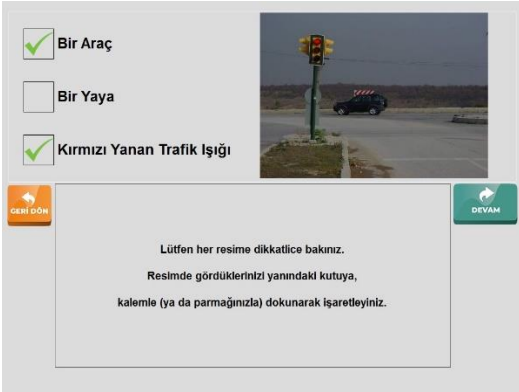 Bir Araç
Bir Yaya
Kırmızı Yanan Trafik Işığı
GERİ DÖN
DEVAM
Lütfen her resime dikkatlice bakınız.
Resimde gördüklerinizi yanındaki kutuya,
kalemle (ya da parmağınızla) dokunarak işaretleyiniz.